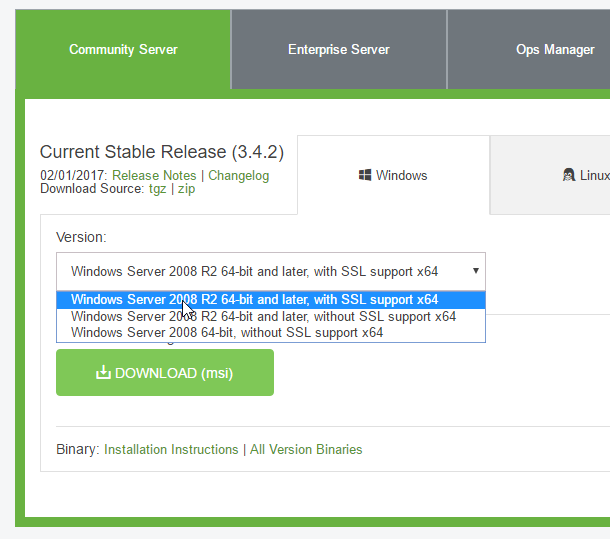 Community Server
Enterprise Server
Ops Manager
Current Stable Release (3.4.2)
02/01/2017: Release Notes | Changelog
Download Source: tgz | zip
Windows
Linux
Version:
Windows Server 2008 R2 64-bit and later, with SSL support x64
Windows Server 2008 R2 64-bit and later, with SSL support x64
Windows Server 2008 R2 64-bit and later, without SSL support x64
Windows Server 2008 64-bit, without SSL support x64
DOWNLOAD (msi)
Binary: Installation Instructions | All Version Binaries